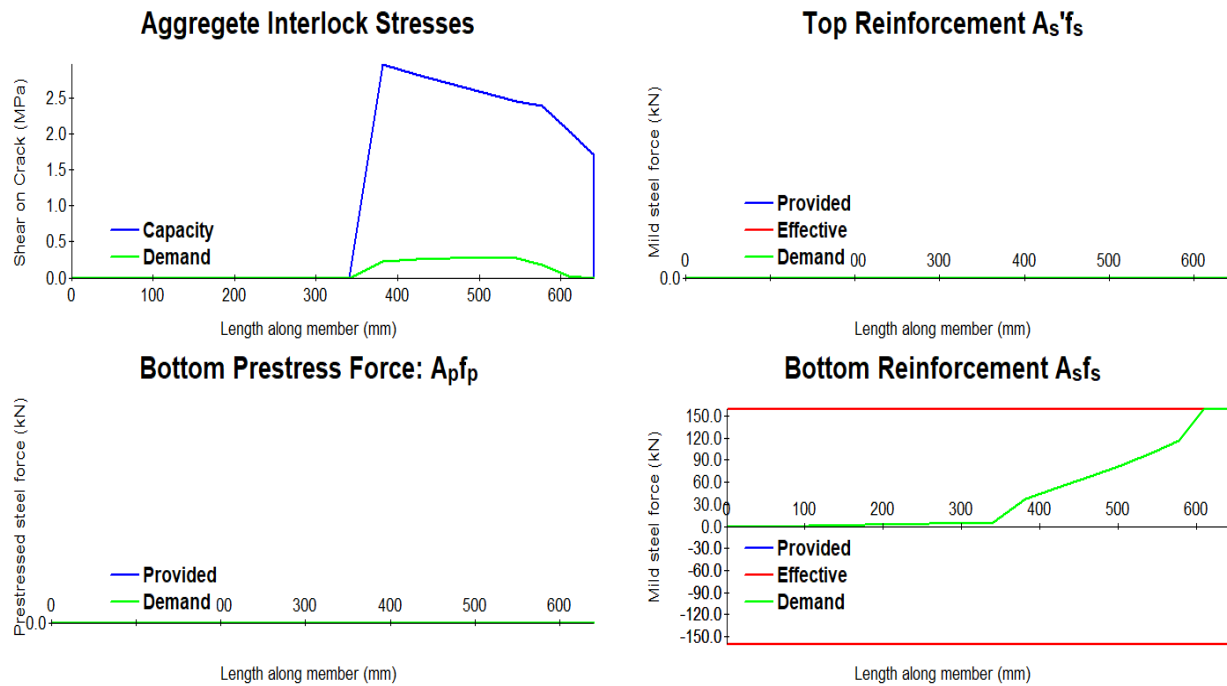 Aggregete Interlock Stresses
Shear on Crack (MPa)
2.5
2.0
1.5
1.0
0.5
0.0
Capacity
Demand
0 100 200 300 400 500 600
Length along member (mm)
Top Reinforcement As'fs
Mild steel force (kN)
Provided
Effective
Demand
0.0
0 00 300 400 500 600
Length along member (mm)
Bottom Prestress Force: Apfp
Prestressed steel force (kN)
Provided
Demand
0 00 300 400 500 600
0.0
Length along member (mm)
Bottom Reinforcement Asfs
Mild steel force (kN)
150.0
120.0
90.0
60.0
30.0
0 100 200 300 400 500 600
0.0
-30.0
-60.0
-90.0
-120.0
-150.0
Provided
Effective
Demand
Length along member (mm)